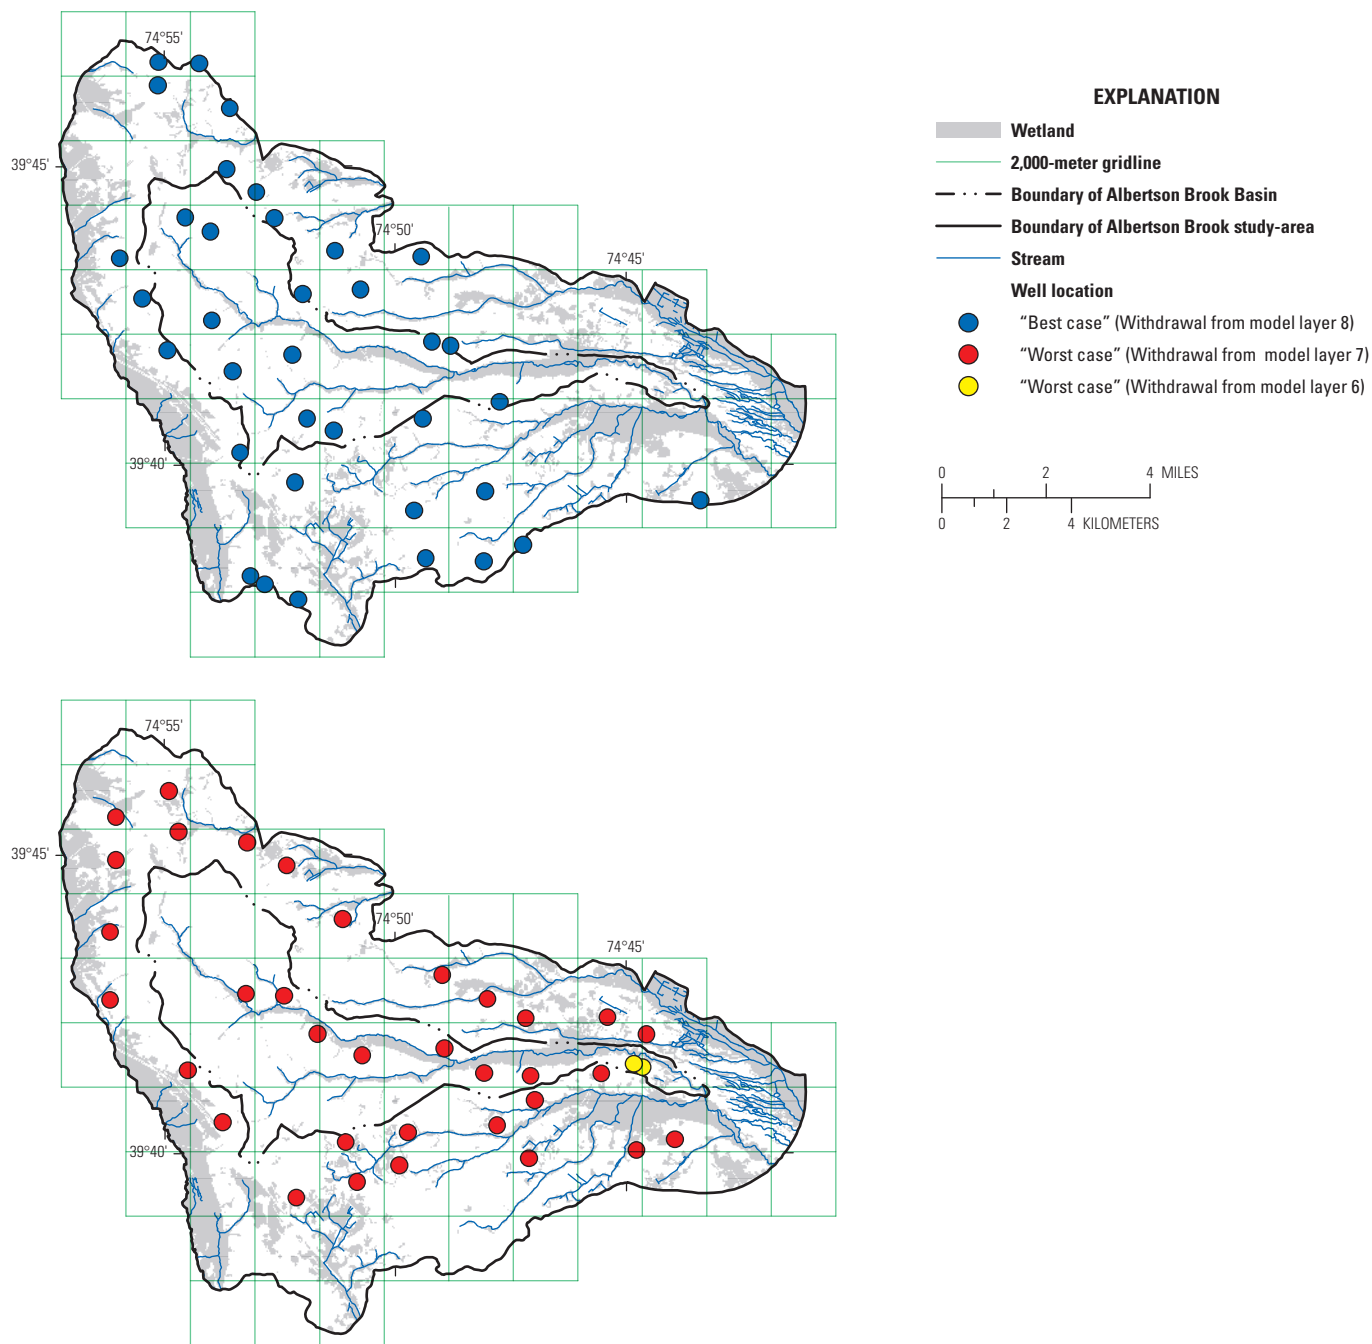 74°55'
39°45'
74°50'
74°45'
39°40'
EXPLANATION
Wetland
2,000-meter gridline
Boundary of Albertson Brook Basin
Boundary of Albertson Brook study-area
Stream
Well location
“Best case” (Withdrawal from model layer 8)
“Worst case” (Withdrawal from model layer 7)
“Worst case” (Withdrawal from model layer 6)
0 2 4 MILES
0 2 4 KILOMETERS
74°55'
39°45'
74°50'
74°45'
39°40'